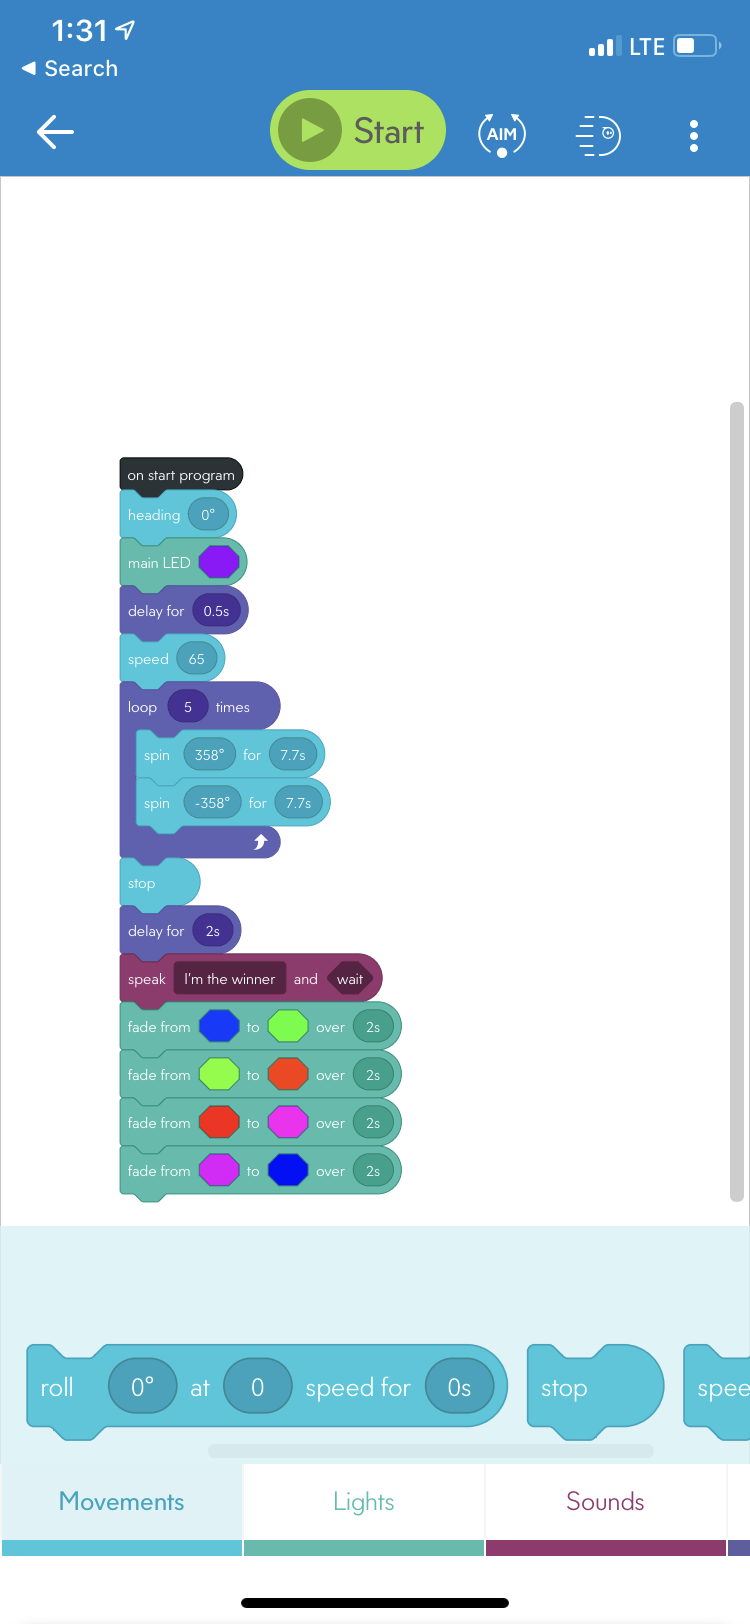 1:31
LTE
◀ Search
Start
AIM
on start program
heading 0°
main LED
delay for 0.5s
speed 65
loop 5 times
spin 358° for 7.7s
spin -358° for 7.7s
stop
delay for 2s
speak I'm the winner and wait
fade from to over 2s
fade from to over 2s
fade from to over 2s
fade from to over 2s
roll 0° at 0 speed for 0s
stop
spee
Movements
Lights
Sounds